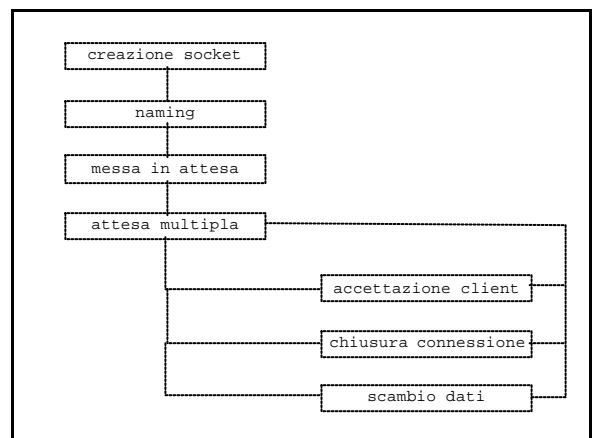 creazione socket
naming
messa in attesa
attesa multipla
accettazione client
chiusura connessione
scambio dati